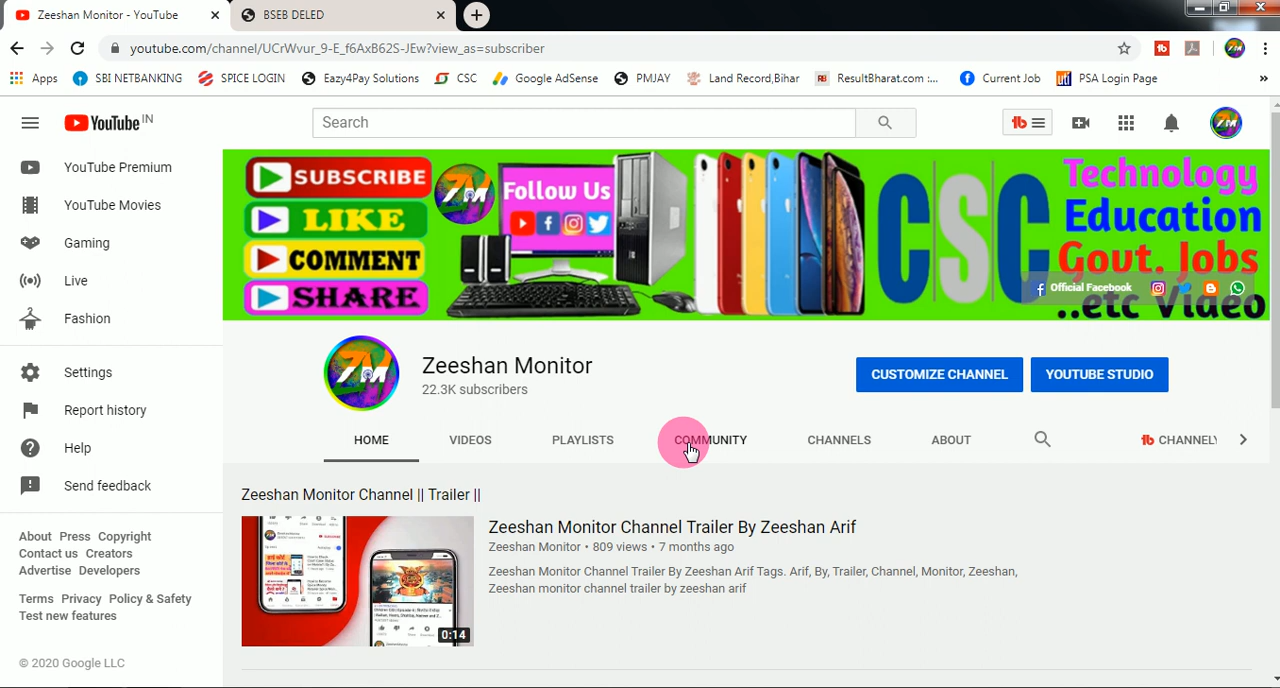 Zeeshan Monitor - YouTube
BSEB DELED
youtube.com/channel/UCrWvur_9-E_f6AxB62S-JEw?view_as=subscriber
Apps SBI NETBANKING SPICE LOGIN Eazy4Pay Solutions CSC Google AdSense PMJAY Land Record,Bihar ResultBharat.com :... Current Job PSA Login Page »
YouTube IN
Search
YouTube Premium
YouTube Movies
Gaming
Live
Fashion
Settings
Report history
Help
Send feedback
About Press Copyright
Contact us Creators
Advertise Developers
Terms Privacy Policy & Safety
Test new features
© 2020 Google LLC
SUBSCRIBE
LIKE
COMMENT
SHARE
ZM
Follow Us
CSC
Technology
Education
Govt. Jobs
..etc Video
Official Facebook
Zeeshan Monitor
22.3K subscribers
CUSTOMIZE CHANNEL
YOUTUBE STUDIO
HOME VIDEOS PLAYLISTS COMMUNITY CHANNELS ABOUT CHANNELY
Zeeshan Monitor Channel || Trailer ||
0:14
Zeeshan Monitor Channel Trailer By Zeeshan Arif
Zeeshan Monitor • 809 views • 7 months ago
Zeeshan Monitor Channel Trailer By Zeeshan Arif Tags. Arif, By, Trailer, Channel, Monitor, Zeeshan,
Zeeshan monitor channel trailer by zeeshan arif